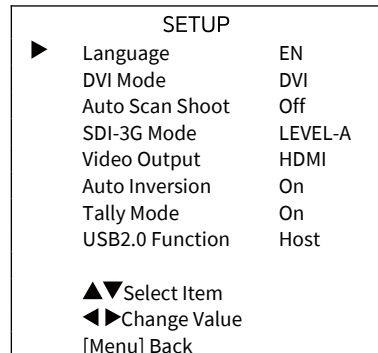 SETUP
▶ Language EN
DVI Mode DVI
Auto Scan Shoot Off
SDI-3G Mode LEVEL-A
Video Output HDMI
Auto Inversion On
Tally Mode On
USB2.0 Function Host
▲▼Select Item
◀▶Change Value
[Menu] Back